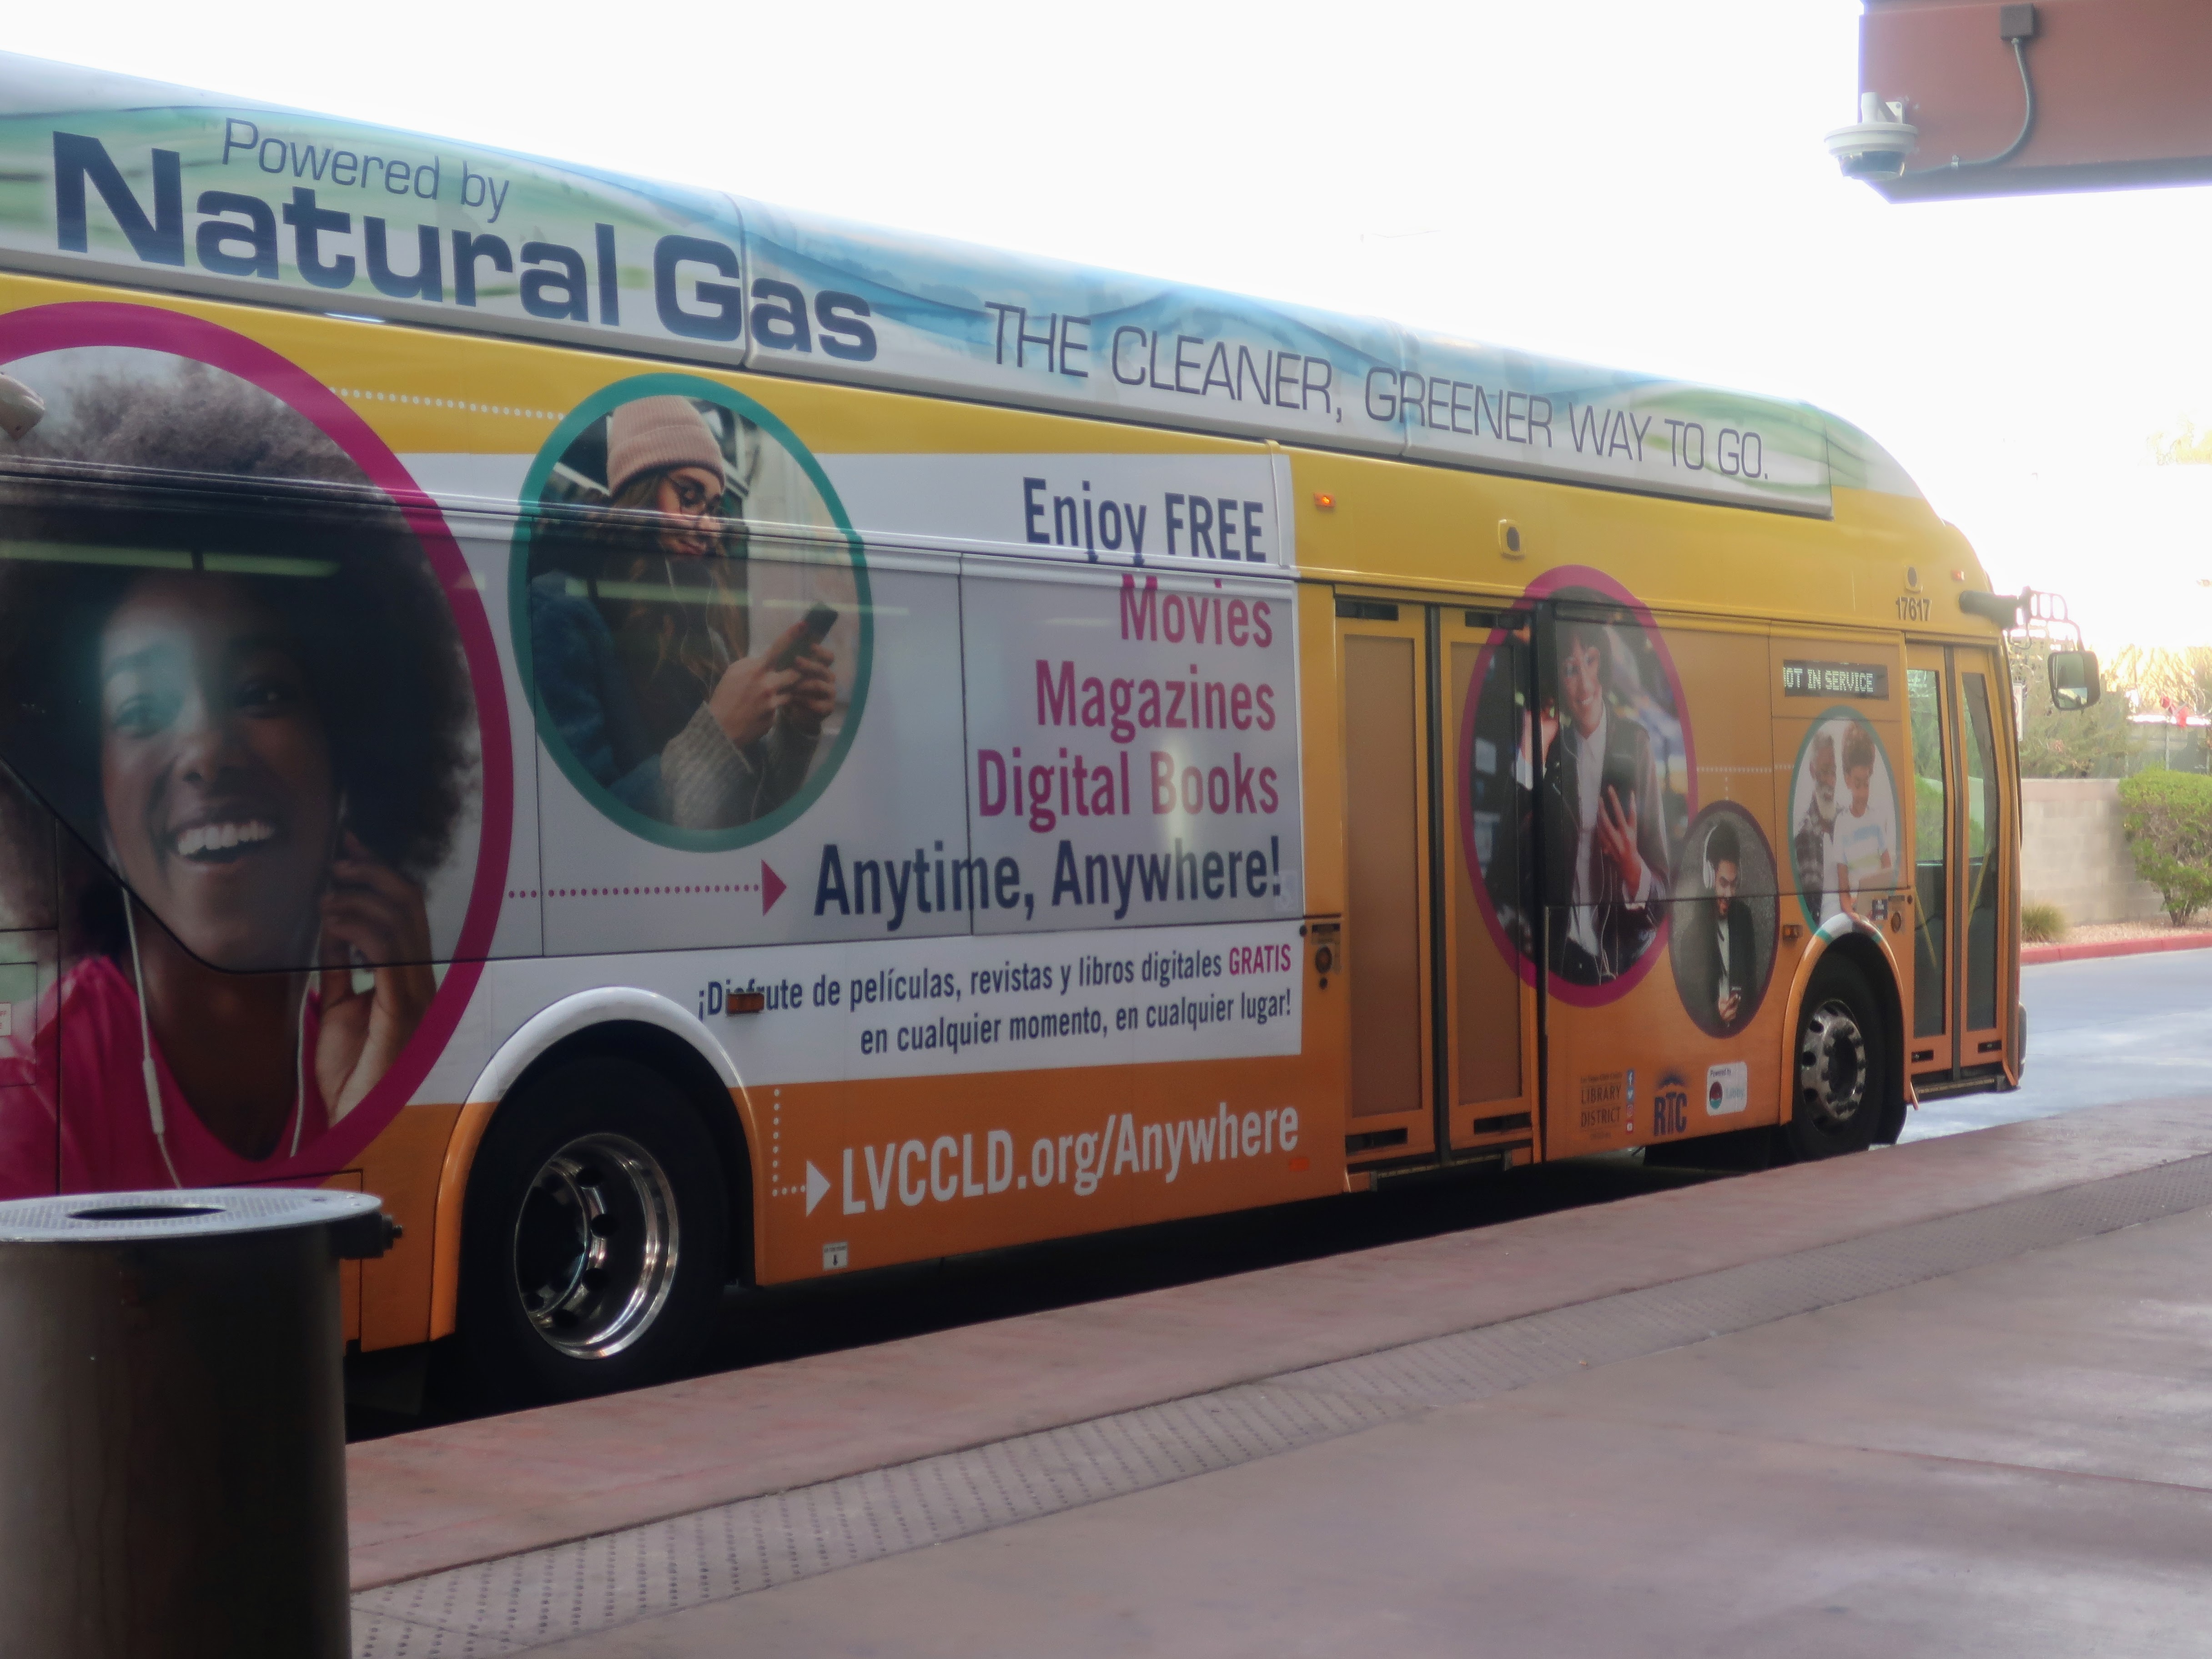 Powered by
Natural Gas
THE CLEANER, GREENER WAY TO GO.
Enjoy FREE
Movies
Magazines
Digital Books
Anytime, Anywhere!
¡Disfrute de películas, revistas y libros digitales GRATIS
en cualquier momento, en cualquier lugar!
LVCCLD.org/Anywhere
17617
NOT IN SERVICE
LIBRARY
DISTRICT
RTC
Powered by